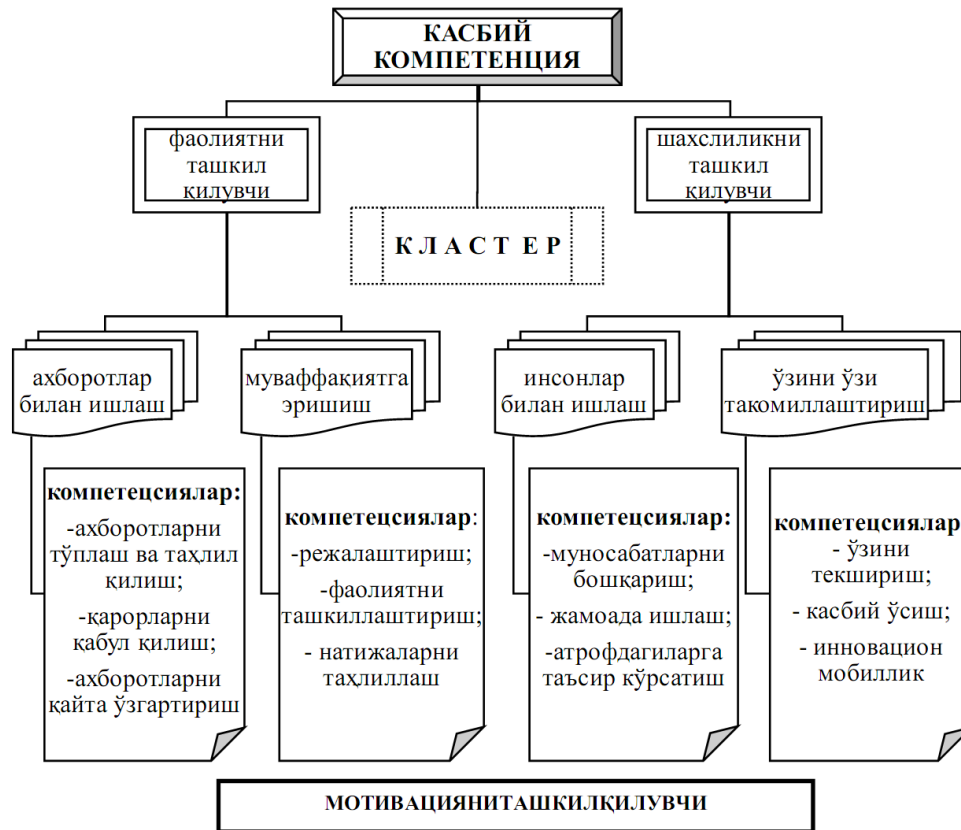 КАСБИЙ
КОМПЕТЕНЦИЯ
фаолиятни
ташкил
қилувчи
шахслиликни
ташкил
қилувчи
К Л А С Т Е Р
ахборотлар
билан ишлаш
муваффақиятга
эришиш
инсонлар
билан ишлаш
ўзини ўзи
такомиллаштириш
компетецсиялар:
-ахборотларни
тўплаш ва таҳлил
қилиш;
-қарорларни
қабул қилиш;
-ахборотларни
қайта ўзгартириш
компетецсиялар:
-режалаштириш;
-фаолиятни
ташкиллаштириш;
- натижаларни
таҳлиллаш
компетецсиялар:
-муносабатларни
бошқариш;
- жамоада ишлаш;
-атрофдагиларга
таъсир кўрсатиш
компетецсиялар:
- ўзини
текшириш;
- касбий ўсиш;
- инновацион
мобиллик
МОТИВАЦИЯНИТАШКИЛҚИЛУВЧИ